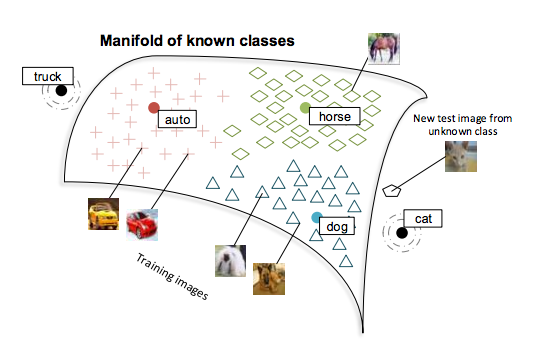 Manifold of known classes
truck
auto
horse
New test image from
unknown class
cat
dog
Training images